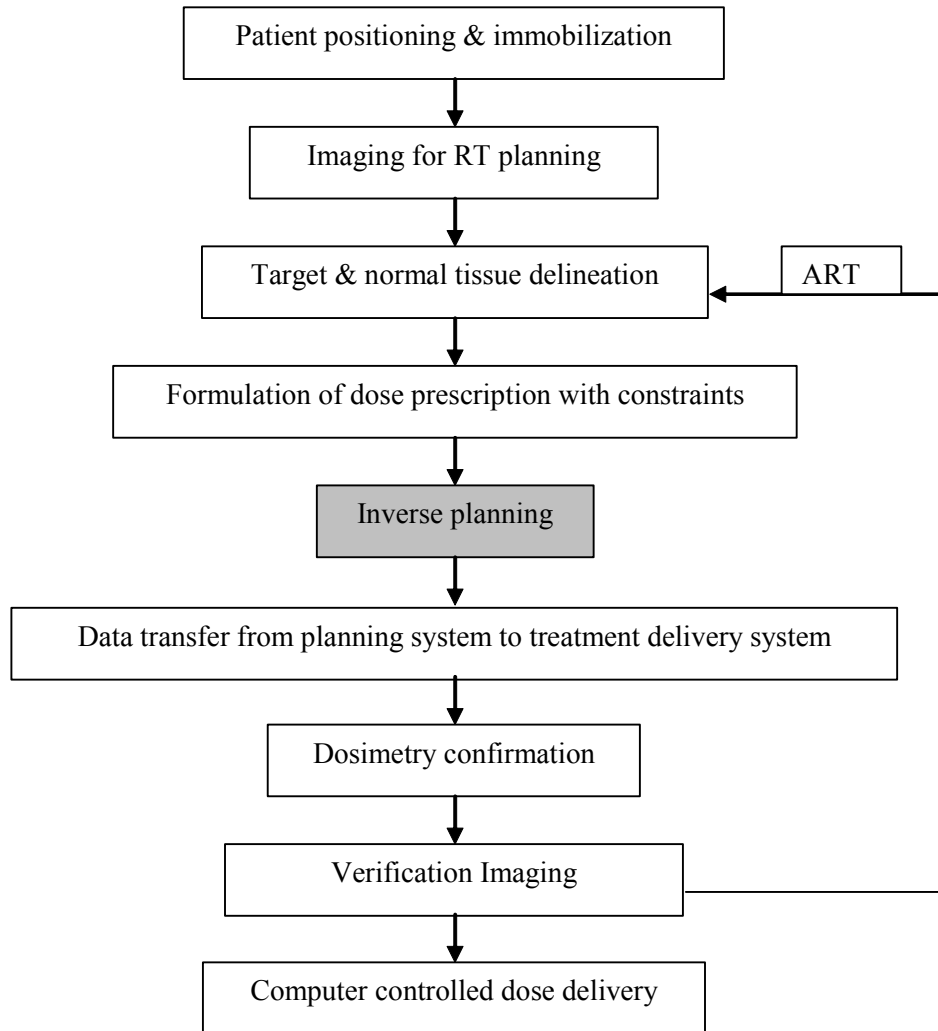 Patient positioning & immobilization
Imaging for RT planning
Target & normal tissue delineation
ART
Formulation of dose prescription with constraints
Inverse planning
Data transfer from planning system to treatment delivery system
Dosimetry confirmation
Verification Imaging
Computer controlled dose delivery